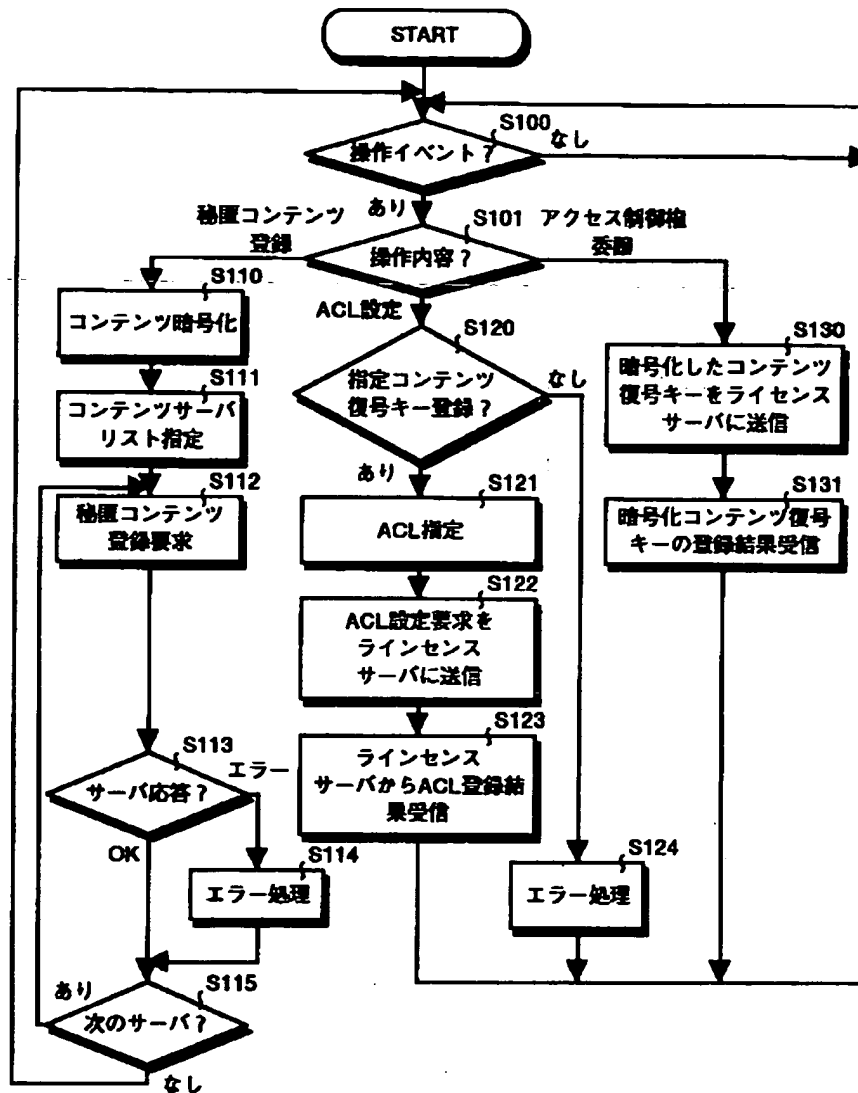 START
S100
操作イベント？
なし
あり
秘匿コンテンツ
登録
S101
操作内容？
アクセス制御権
委譲
S110
コンテンツ暗号化
ACL設定
S120
指定コンテンツ
復号キー登録？
なし
あり
S130
暗号化したコンテンツ
復号キーをライセンス
サーバに送信
S111
コンテンツサーバ
リスト指定
S112
秘匿コンテンツ
登録要求
S121
ACL指定
S131
暗号化コンテンツ復号
キーの登録結果受信
S122
ACL設定要求を
ラインセンス
サーバに送信
S123
ラインセンス
サーバからACL登録結
果受信
S113
サーバ応答？
エラー
OK
S114
エラー処理
S124
エラー処理
S115
次のサーバ？
あり
なし